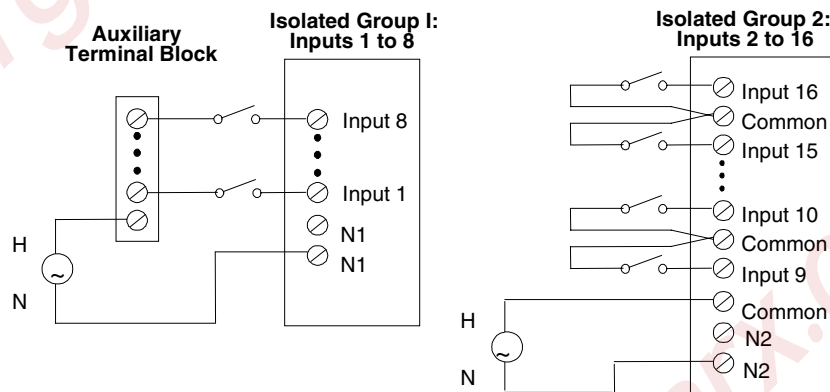 Auxiliary
Terminal Block
Isolated Group I:
Inputs 1 to 8
Input 8
Input 1
N1
N1
H
~
N
Isolated Group 2:
Inputs 2 to 16
Input 16
Common
Input 15
Input 10
Common
Input 9
Common
N2
N2
H
~
N